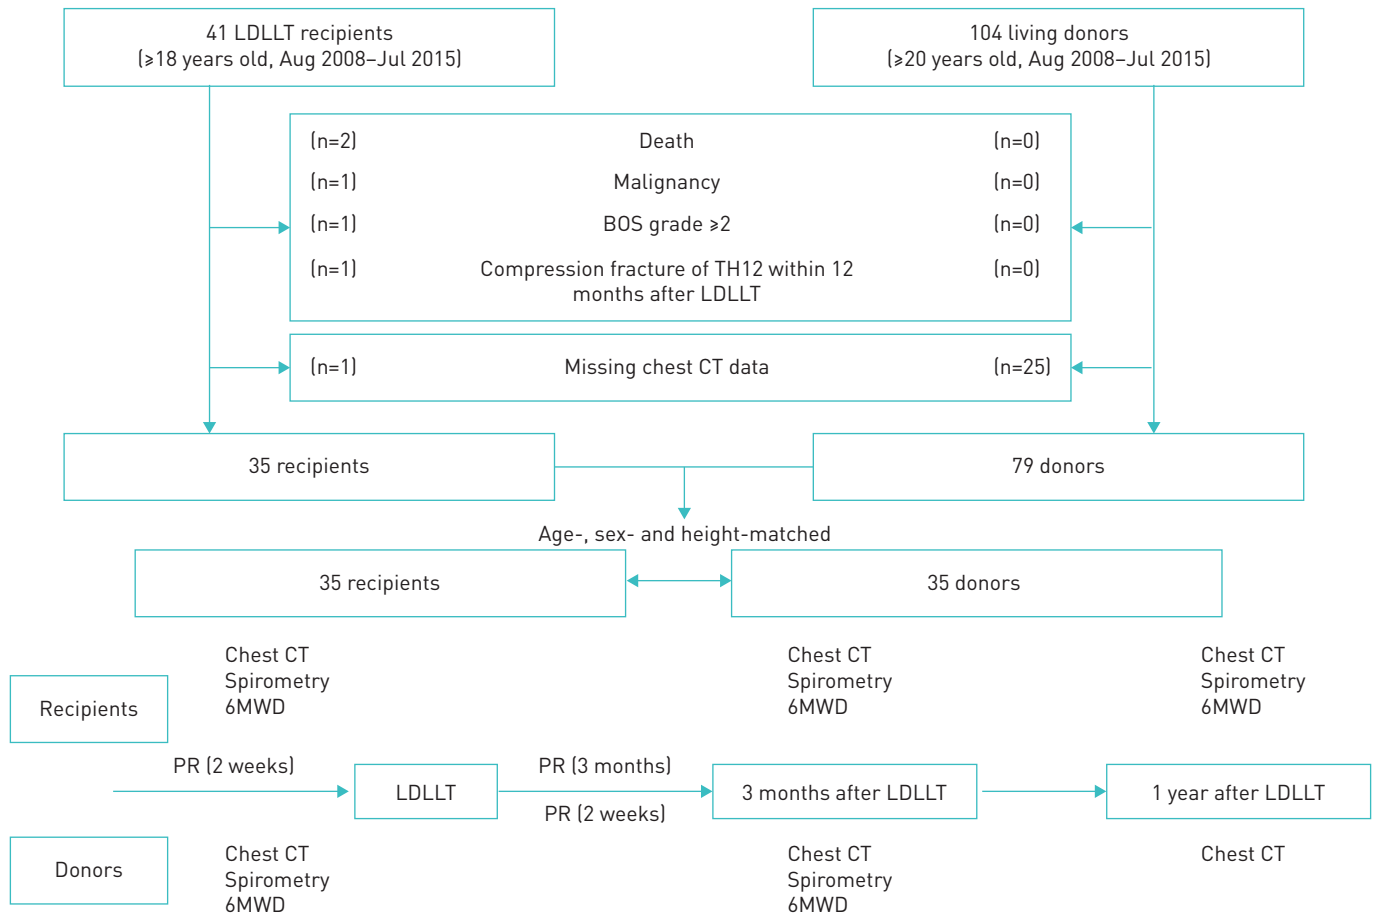 41 LDLLT recipients
(≥18 years old, Aug 2008–Jul 2015)
104 living donors
(≥20 years old, Aug 2008–Jul 2015)
(n=2) Death (n=0)
(n=1) Malignancy (n=0)
(n=1) BOS grade ≥2 (n=0)
(n=1) Compression fracture of TH12 within 12 (n=0)
months after LDLLT
(n=1) Missing chest CT data (n=25)
35 recipients
79 donors
Age-, sex- and height-matched
35 recipients
35 donors
Recipients
Chest CT
Spirometry
6MWD
Chest CT
Spirometry
6MWD
Chest CT
Spirometry
6MWD
PR (2 weeks)
LDLLT
PR (3 months)
PR (2 weeks)
3 months after LDLLT
1 year after LDLLT
Donors
Chest CT
Spirometry
6MWD
Chest CT
Spirometry
6MWD
Chest CT